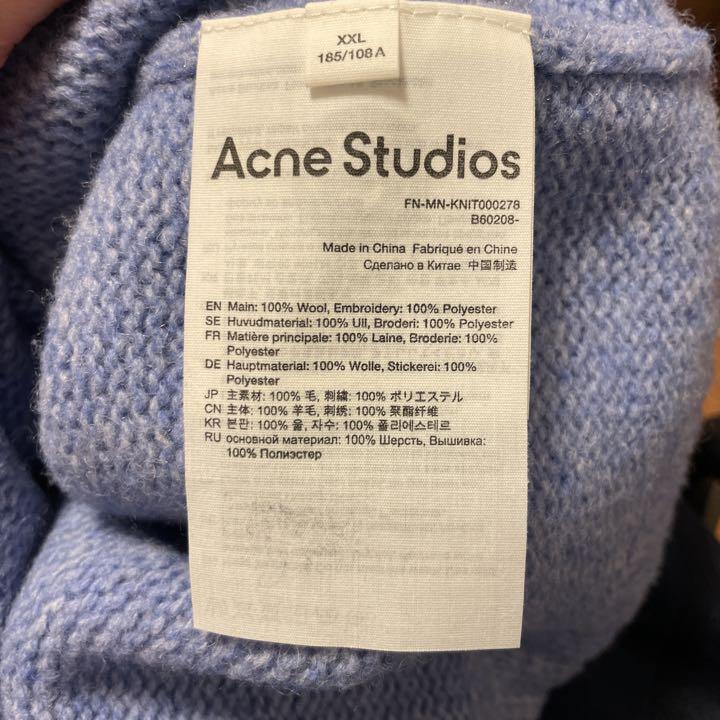 XXL
185/108A
Acne Studios
FN-MN-KNIT000278
B60208-
Made in China Fabriqué en Chine
Сделано в Китае 中国制造
EN Main: 100% Wool, Embroidery: 100% Polyester
SE Huvudmaterial: 100% Ull, Broderi: 100% Polyester
FR Matière principale: 100% Laine, Broderie: 100%
Polyester
DE Hauptmaterial: 100% Wolle, Stickerei: 100%
Polyester
JP 主素材: 100% 毛, 刺繍: 100% ポリエステル
CN 主体: 100% 羊毛, 刺绣: 100% 聚酯纤维
KR 본판: 100% 울, 자수: 100% 폴리에스테르
RU основной материал: 100% Шерсть, Вышивка:
100% Полиэстер